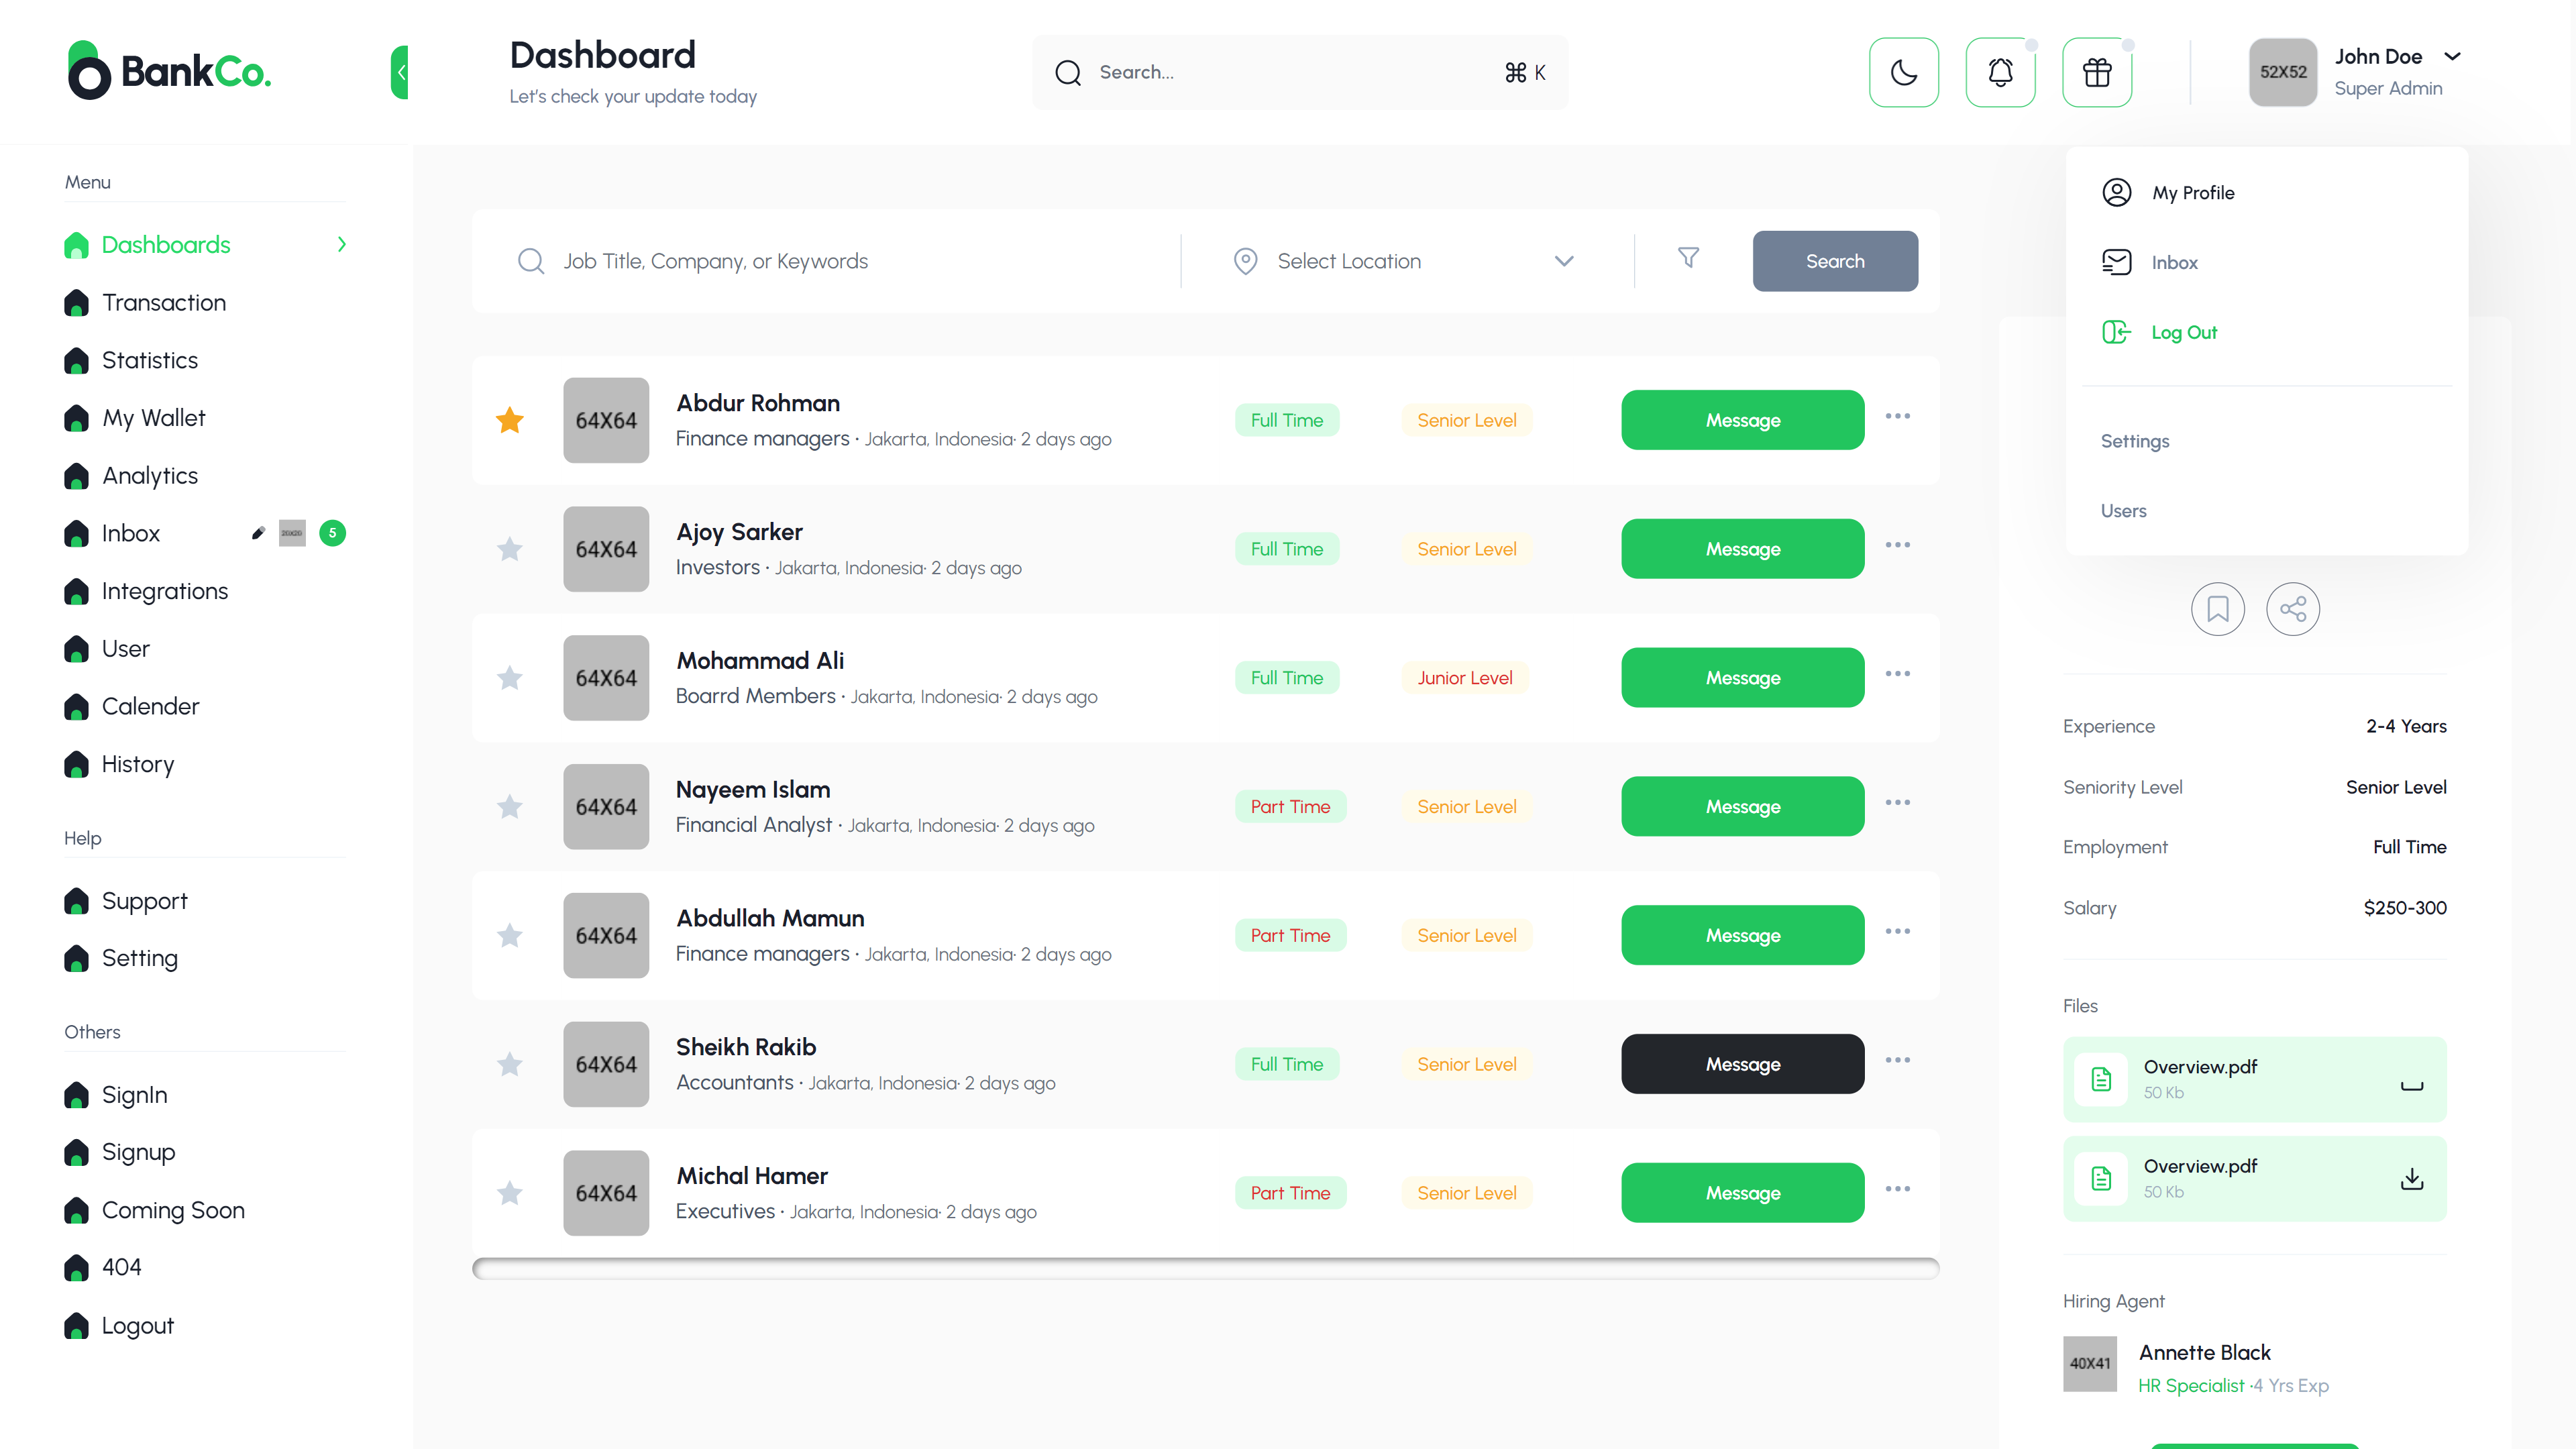 BankCo.
Dashboard
Let's check your update today
Search...
⌘ K
52X52
John Doe
Super Admin
Menu
Dashboards
Transaction
Statistics
My Wallet
Analytics
Inbox
20x20
5
Integrations
User
Calender
History
Help
Support
Setting
Others
SignIn
Signup
Coming Soon
404
Logout
Job Title, Company, or Keywords
Select Location
Search
64X64
Abdur Rohman
Finance managers · Jakarta, Indonesia· 2 days ago
Full Time
Senior Level
Message
64X64
Ajoy Sarker
Investors · Jakarta, Indonesia· 2 days ago
Full Time
Senior Level
Message
64X64
Mohammad Ali
Boarrd Members · Jakarta, Indonesia· 2 days ago
Full Time
Junior Level
Message
64X64
Nayeem Islam
Financial Analyst · Jakarta, Indonesia· 2 days ago
Part Time
Senior Level
Message
64X64
Abdullah Mamun
Finance managers · Jakarta, Indonesia· 2 days ago
Part Time
Senior Level
Message
64X64
Sheikh Rakib
Accountants · Jakarta, Indonesia· 2 days ago
Full Time
Senior Level
Message
64X64
Michal Hamer
Executives · Jakarta, Indonesia· 2 days ago
Part Time
Senior Level
Message
My Profile
Inbox
Log Out
Settings
Users
Experience
2-4 Years
Seniority Level
Senior Level
Employment
Full Time
Salary
$250-300
Files
Overview.pdf
50 Kb
Overview.pdf
50 Kb
Hiring Agent
40X41
Annette Black
HR Specialist ·4 Yrs Exp